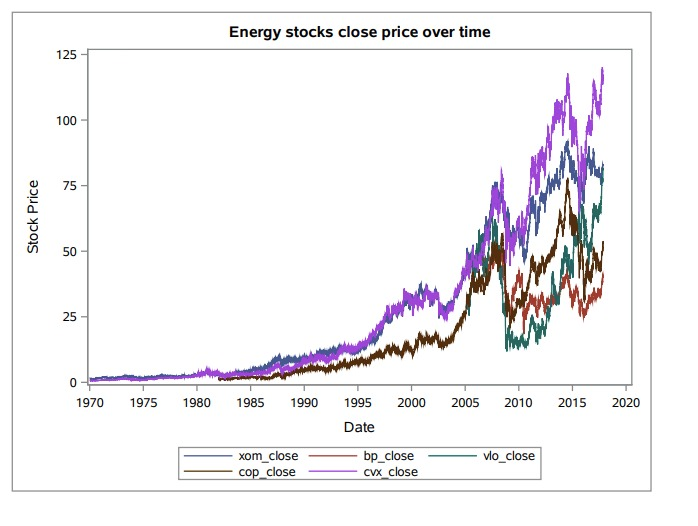 Energy stocks close price over time
125
100
75
50
25
0
Stock Price
1970 1975 1980 1985 1990 1995 2000 2005 2010 2015 2020
Date
xom_close bp_close vlo_close
cop_close cvx_close